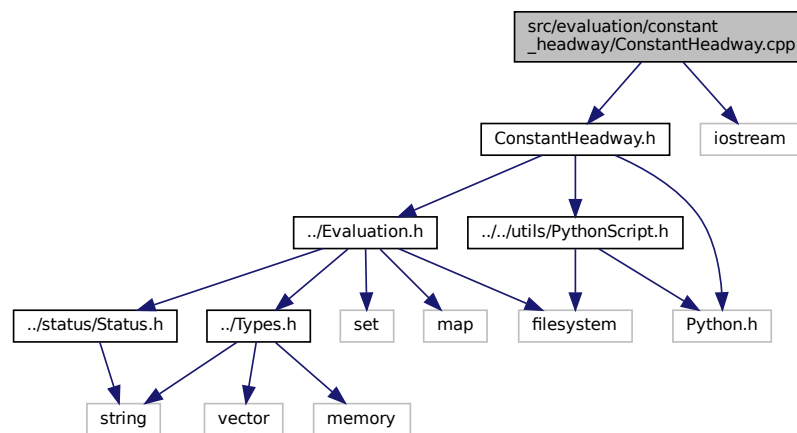 src/evaluation/constant
_headway/ConstantHeadway.cpp
ConstantHeadway.h
iostream
../Evaluation.h
../../utils/PythonScript.h
../status/Status.h
../Types.h
set
map
filesystem
Python.h
string
vector
memory